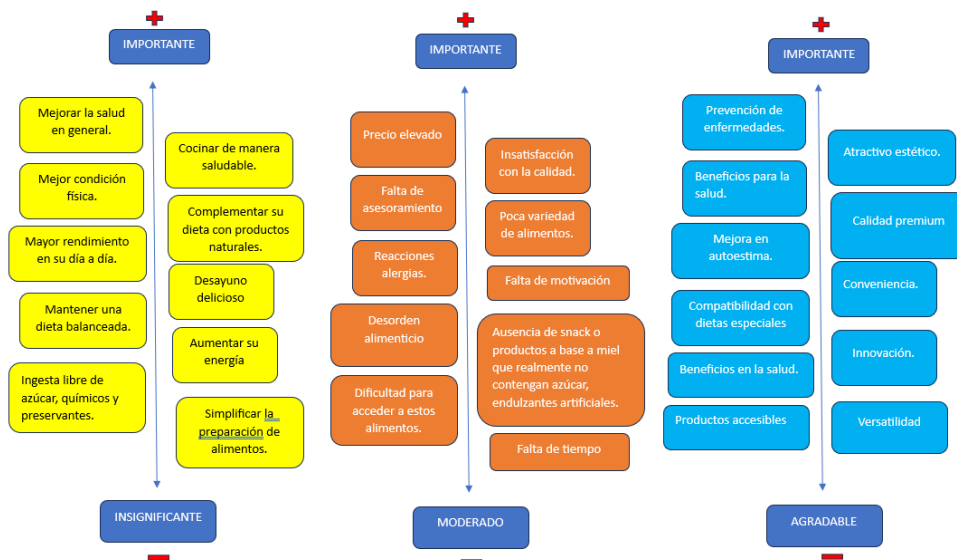 IMPORTANTE
Mejorar la salud
en general.
Cocinar de manera
saludable.
Mejor condición
física.
Complementar su
dieta con productos
naturales.
Mayor rendimiento
en su día a día.
Desayuno
delicioso
Mantener una
dieta balanceada.
Aumentar su
energía
Ingesta libre de
azúcar, químicos y
preservantes.
Simplificar la
preparación de
alimentos.
INSIGNIFICANTE
IMPORTANTE
Precio elevado
Insatisfacción
con la calidad.
Falta de
asesoramiento
Poca variedad
de alimentos.
Reacciones
alergias.
Falta de motivación
Desorden
alimenticio
Ausencia de snack o
productos a base a miel
que realmente no
contengan azúcar,
endulzantes artificiales.
Dificultad para
acceder a estos
alimentos.
Falta de tiempo
MODERADO
IMPORTANTE
Prevención de
enfermedades.
Atractivo estético.
Beneficios para la
salud.
Calidad premium
Mejora en
autoestima.
Conveniencia.
Compatibilidad con
dietas especiales
Innovación.
Beneficios en la salud.
Productos accesibles
Versatilidad
AGRADABLE